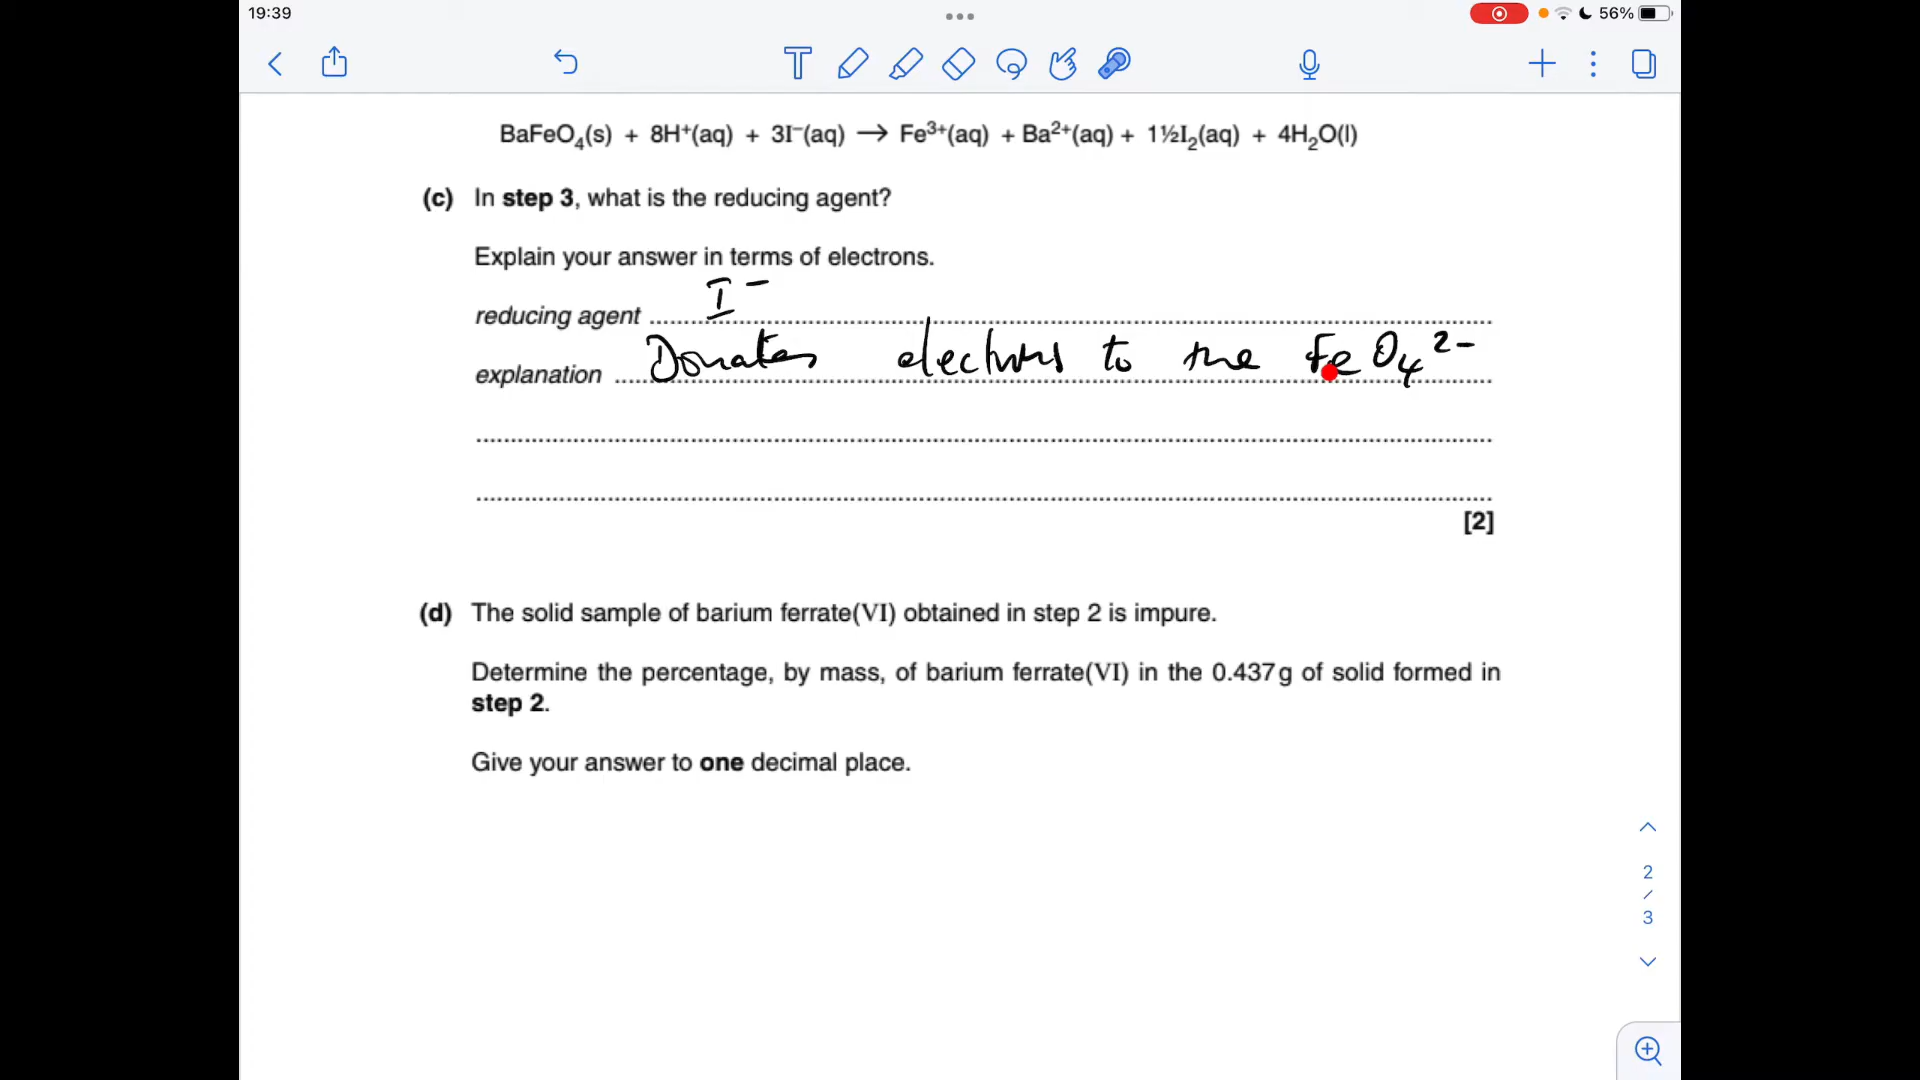 19:39
56%
BaFeO₄(s) + 8H⁺(aq) + 3I⁻(aq) → Fe³⁺(aq) + Ba²⁺(aq) + 1½I₂(aq) + 4H₂O(l)
(c) In step 3, what is the reducing agent?
Explain your answer in terms of electrons.
reducing agent I⁻
explanation Donates electrons to the FeO₄²⁻
[2]
(d) The solid sample of barium ferrate(VI) obtained in step 2 is impure.
Determine the percentage, by mass, of barium ferrate(VI) in the 0.437 g of solid formed in
step 2.
Give your answer to one decimal place.
2
/
3